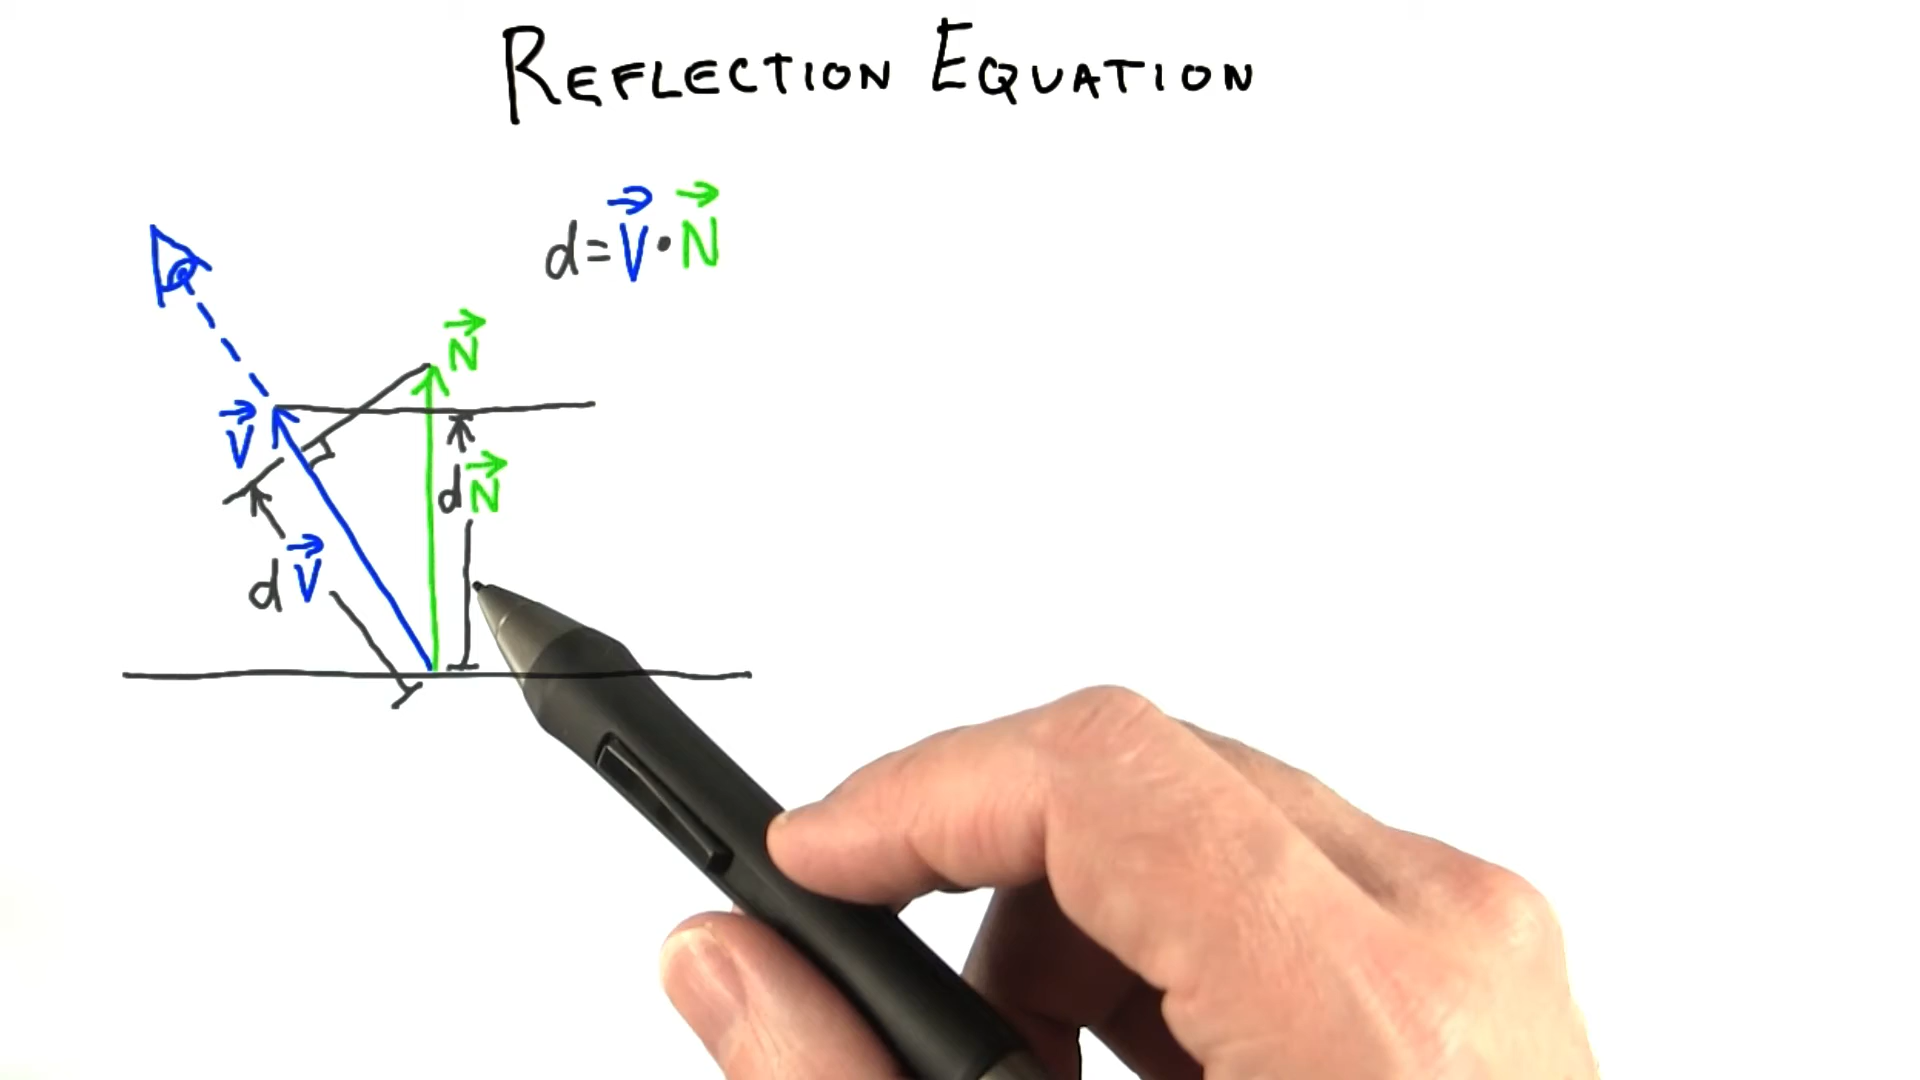 REFLECTION EQUATION
d = V⃗ · N⃗
N⃗
V⃗
dN⃗
dV⃗